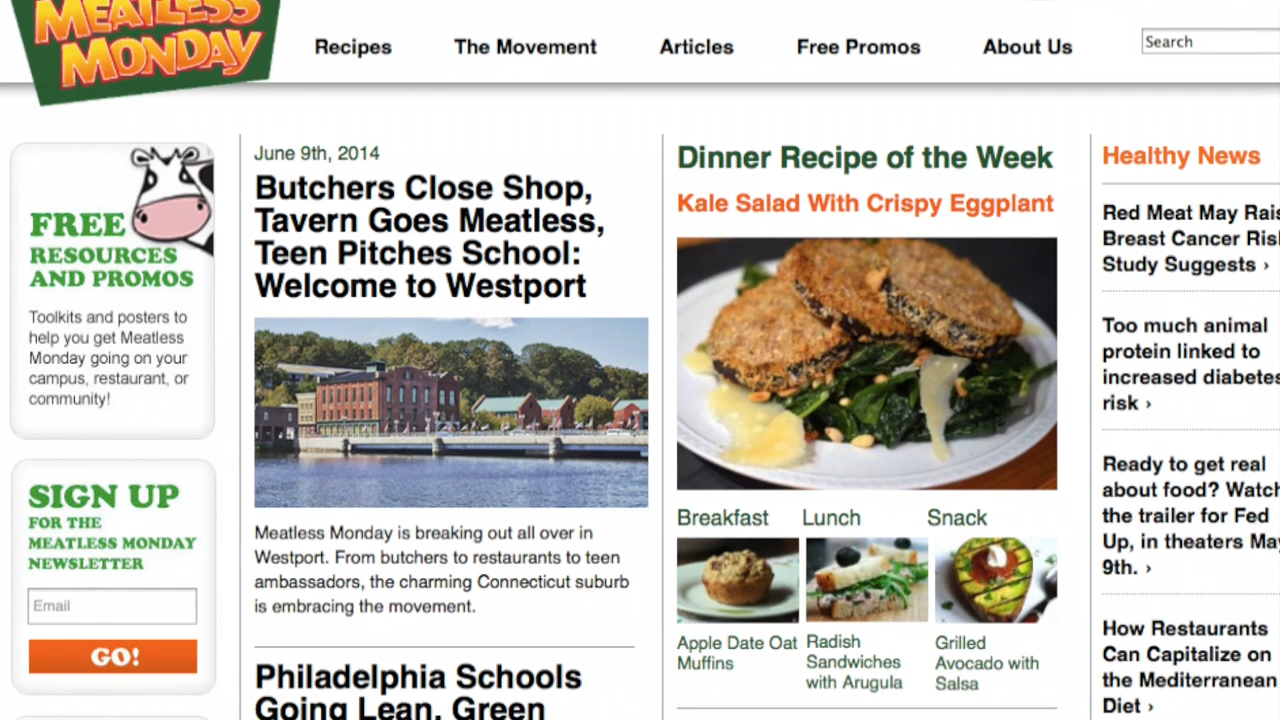 MEATLESS
MONDAY
Recipes
The Movement
Articles
Free Promos
About Us
Search
FREE
RESOURCES
AND PROMOS
Toolkits and posters to
help you get Meatless
Monday going on your
campus, restaurant, or
community!
SIGN UP
FOR THE
MEATLESS MONDAY
NEWSLETTER
Email
GO!
June 9th, 2014
Butchers Close Shop,
Tavern Goes Meatless,
Teen Pitches School:
Welcome to Westport
Meatless Monday is breaking out all over in
Westport. From butchers to restaurants to teen
ambassadors, the charming Connecticut suburb
is embracing the movement.
Philadelphia Schools
Going Lean, Green
Dinner Recipe of the Week
Kale Salad With Crispy Eggplant
Breakfast
Lunch
Snack
Apple Date Oat
Muffins
Radish
Sandwiches
with Arugula
Grilled
Avocado with
Salsa
Healthy News
Red Meat May Rais
Breast Cancer Risk
Study Suggests ›
Too much animal
protein linked to
increased diabetes
risk ›
Ready to get real
about food? Watch
the trailer for Fed
Up, in theaters May
9th. ›
How Restaurants
Can Capitalize on
the Mediterranean
Diet ›